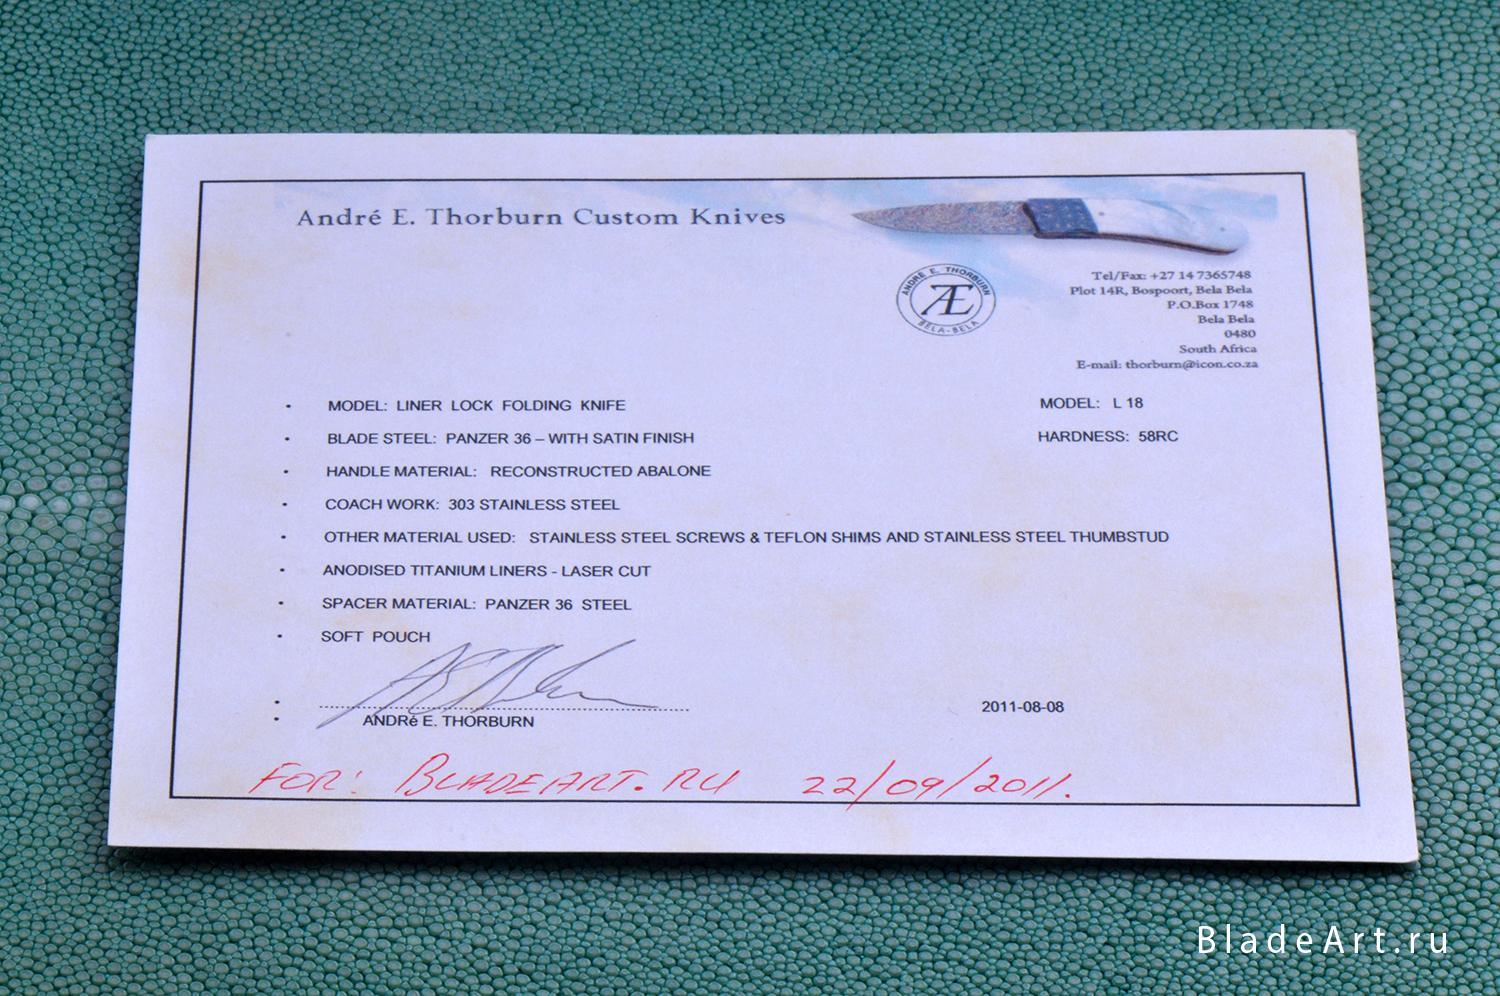 André E. Thorburn Custom Knives
ANDRÉ E. THORBURN
Æ
BELA-BELA
Tel/Fax: +27 14 7365748
Plot 14R, Bospoort, Bela Bela
P.O.Box 1748
Bela Bela
0480
South Africa
E-mail: thorburn@icon.co.za
• MODEL: LINER LOCK FOLDING KNIFE MODEL: L 18
• BLADE STEEL: PANZER 36 – WITH SATIN FINISH HARDNESS: 58RC
• HANDLE MATERIAL: RECONSTRUCTED ABALONE
• COACH WORK: 303 STAINLESS STEEL
• OTHER MATERIAL USED: STAINLESS STEEL SCREWS & TEFLON SHIMS AND STAINLESS STEEL THUMBSTUD
• ANODISED TITANIUM LINERS - LASER CUT
• SPACER MATERIAL: PANZER 36 STEEL
• SOFT POUCH
• 2011-08-08
• ANDRé E. THORBURN
FOR: BLADEART.RU 22/09/2011.
BladeArt.ru